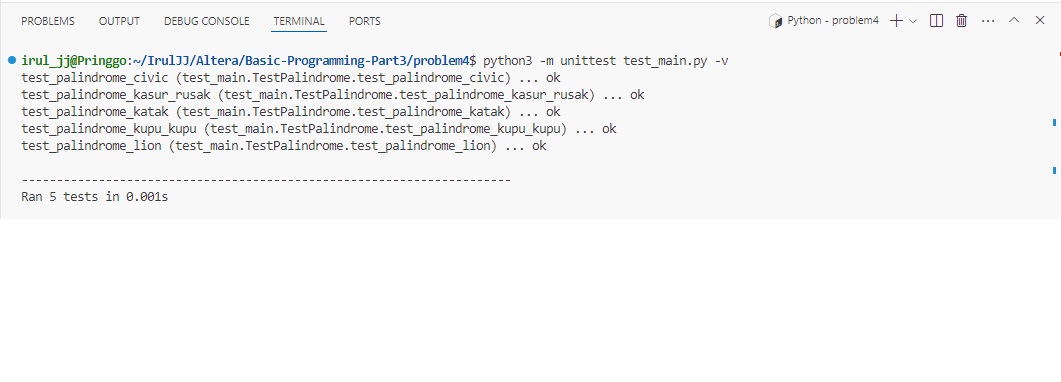 PROBLEMS OUTPUT DEBUG CONSOLE TERMINAL PORTS Python - problem4
irul_jj@Pringgo:~/IrulJJ/Altera/Basic-Programming-Part3/problem4$ python3 -m unittest test_main.py -v
test_palindrome_civic (test_main.TestPalindrome.test_palindrome_civic) ... ok
test_palindrome_kasur_rusak (test_main.TestPalindrome.test_palindrome_kasur_rusak) ... ok
test_palindrome_katak (test_main.TestPalindrome.test_palindrome_katak) ... ok
test_palindrome_kupu_kupu (test_main.TestPalindrome.test_palindrome_kupu_kupu) ... ok
test_palindrome_lion (test_main.TestPalindrome.test_palindrome_lion) ... ok
----------------------------------------------------------------------
Ran 5 tests in 0.001s